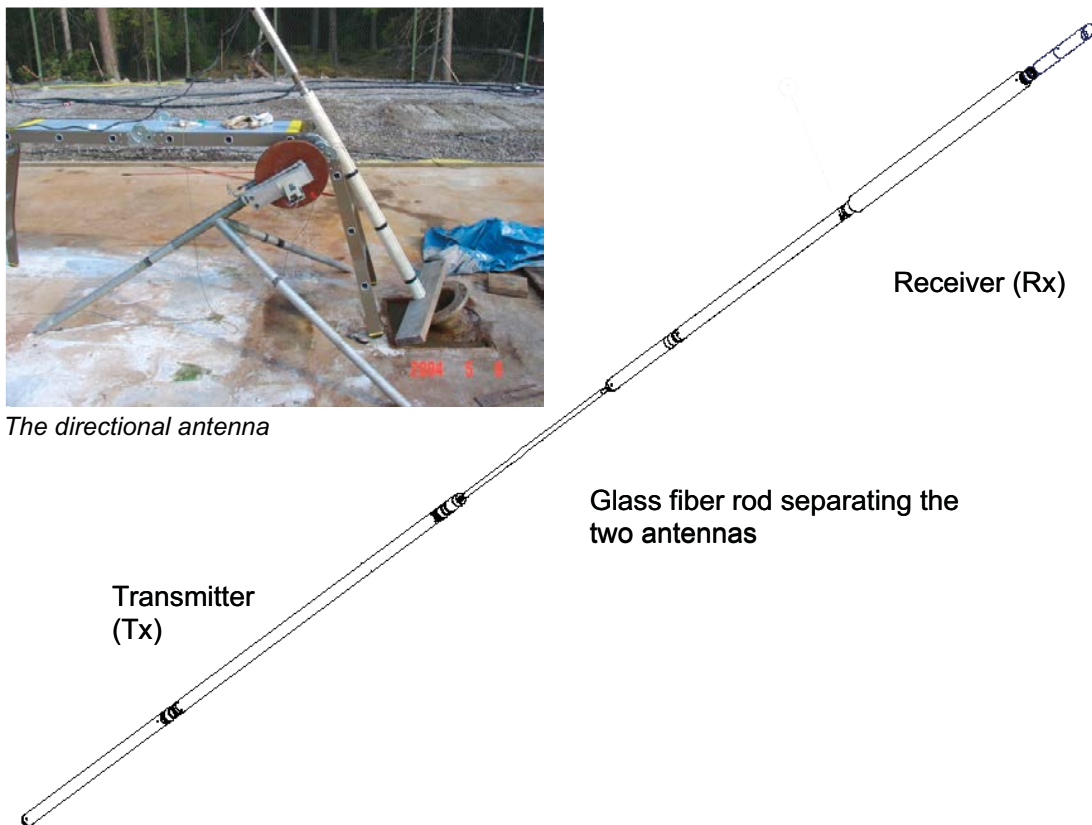 2004 5 6
The directional antenna
Receiver (Rx)
Glass fiber rod separating the
two antennas
Transmitter
(Tx)